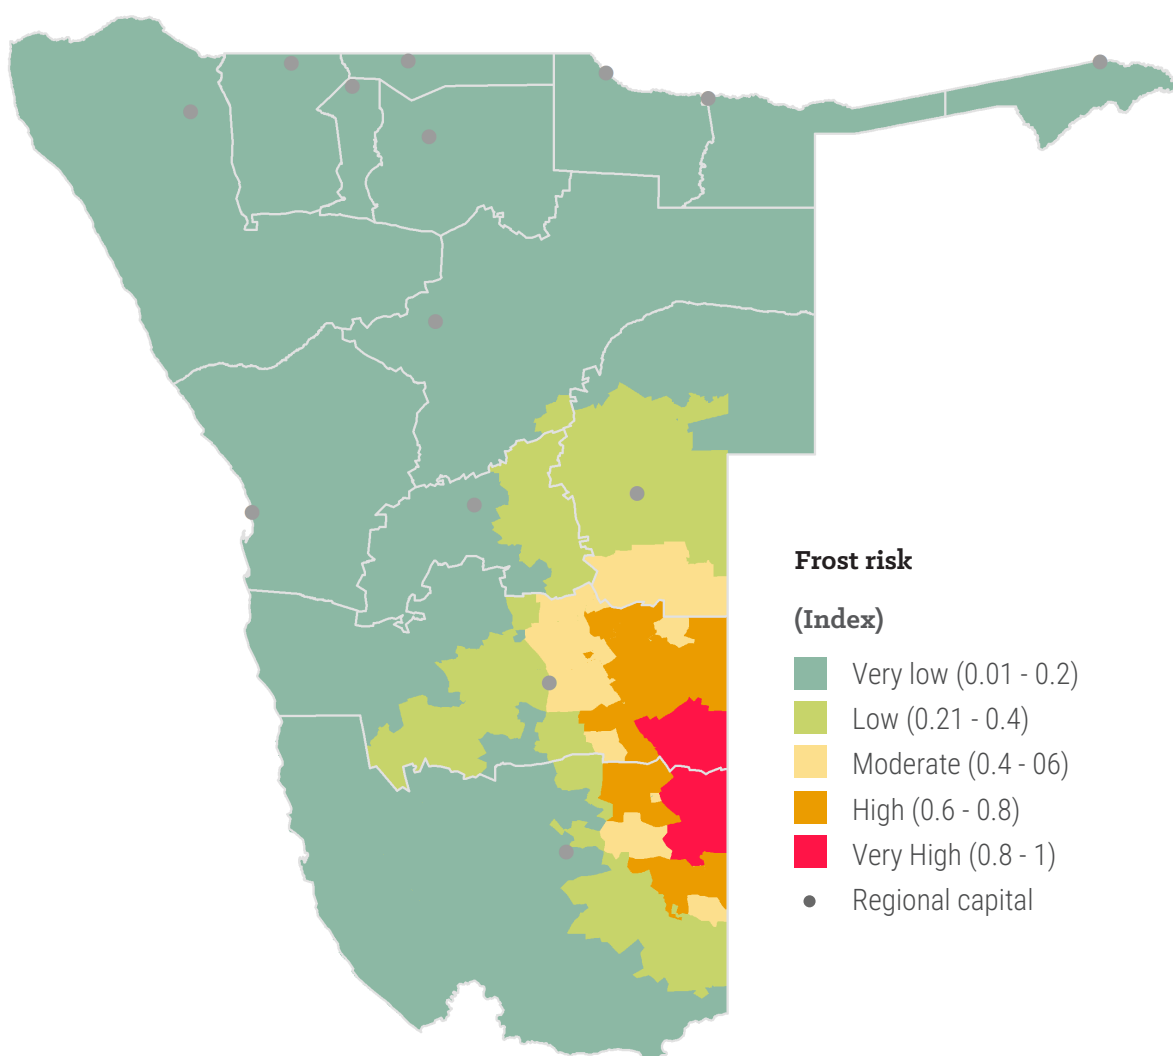 Frost risk
(Index)
Very low (0.01 - 0.2)
Low (0.21 - 0.4)
Moderate (0.4 - 06)
High (0.6 - 0.8)
Very High (0.8 - 1)
Regional capital